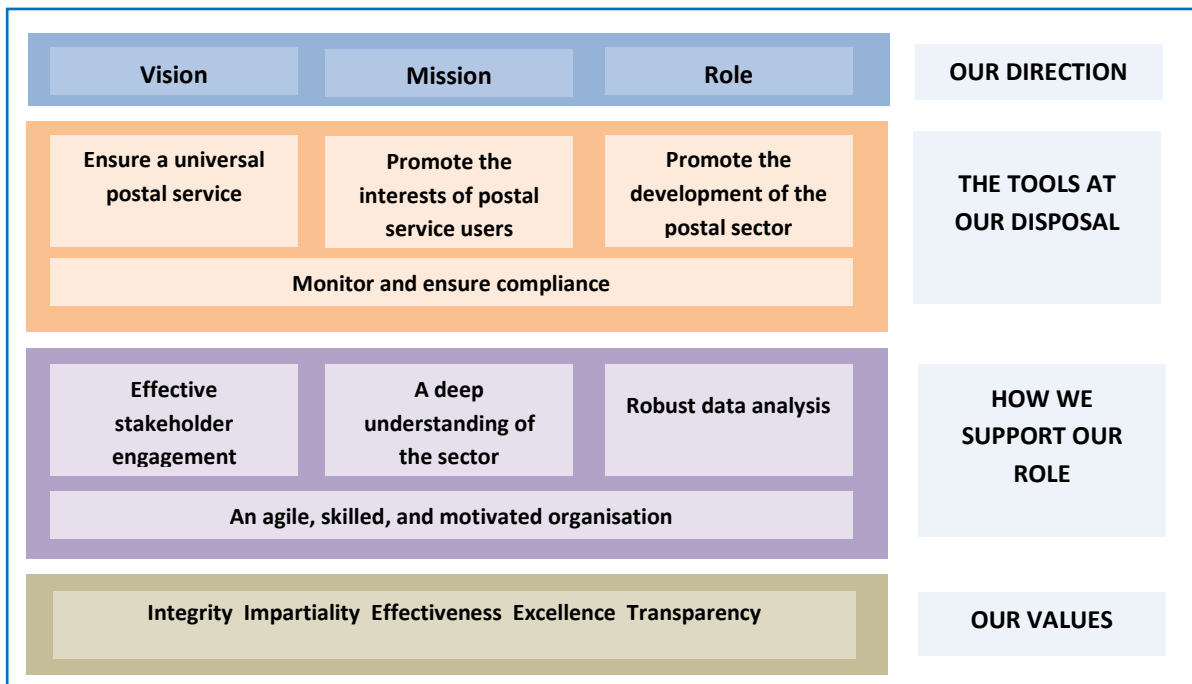 Vision
Mission
Role
OUR DIRECTION
Ensure a universal
postal service
Promote the
interests of postal
service users
Promote the
development of the
postal sector
Monitor and ensure compliance
THE TOOLS AT
OUR DISPOSAL
Effective
stakeholder
engagement
A deep
understanding of
the sector
Robust data analysis
An agile, skilled, and motivated organisation
HOW WE
SUPPORT OUR
ROLE
Integrity Impartiality Effectiveness Excellence Transparency
OUR VALUES